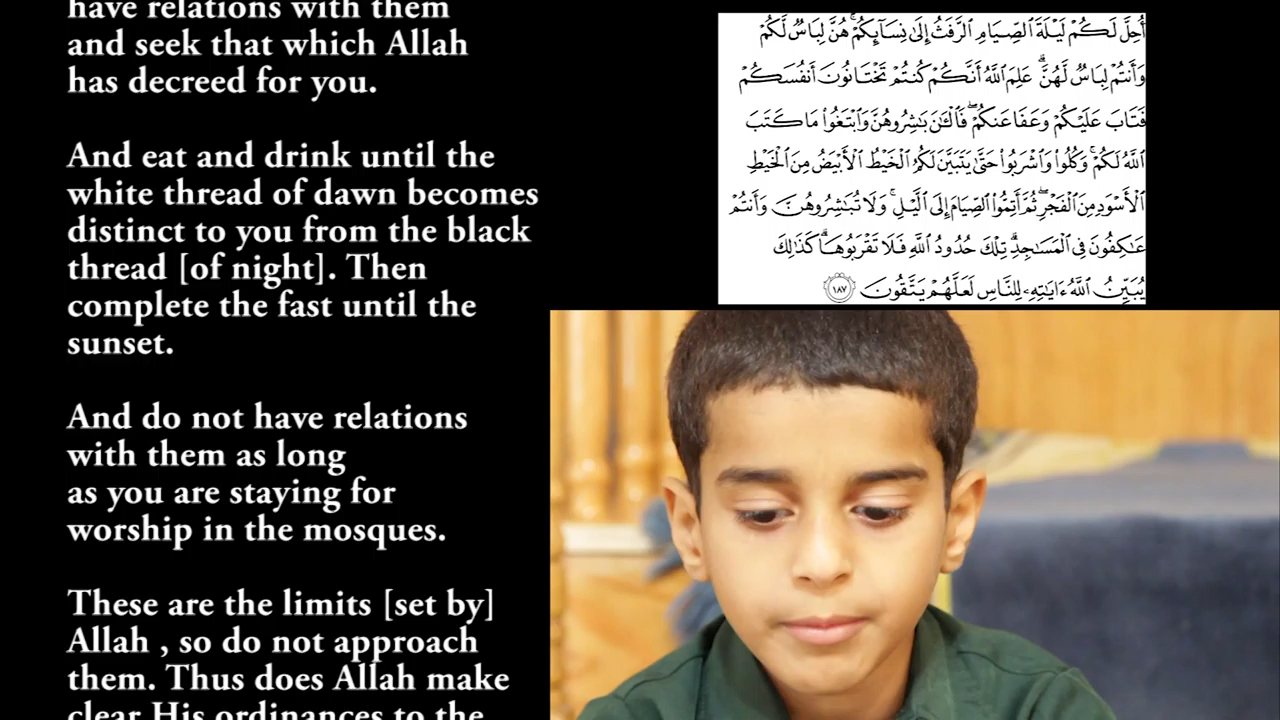 have relations with them
and seek that which Allah
has decreed for you.
And eat and drink until the
white thread of dawn becomes
distinct to you from the black
thread [of night]. Then
complete the fast until the
sunset.
And do not have relations
with them as long
as you are staying for
worship in the mosques.
These are the limits [set by]
Allah , so do not approach
them. Thus does Allah make
clear His ordinances to the
أُحِلَّ لَكُمْ لَيْلَةَ ٱلصِّيَامِ ٱلرَّفَثُ إِلَىٰ نِسَآئِكُمْ ۚ هُنَّ لِبَاسٌ لَّكُمْ
وَأَنتُمْ لِبَاسٌ لَّهُنَّ ۗ عَلِمَ ٱللَّهُ أَنَّكُمْ كُنتُمْ تَخْتَانُونَ أَنفُسَكُمْ
فَتَابَ عَلَيْكُمْ وَعَفَا عَنكُمْ ۖ فَٱلْـَٰٔنَ بَـٰشِرُوهُنَّ وَٱبْتَغُوا۟ مَا كَتَبَ
ٱللَّهُ لَكُمْ ۚ وَكُلُوا۟ وَٱشْرَبُوا۟ حَتَّىٰ يَتَبَيَّنَ لَكُمُ ٱلْخَيْطُ ٱلْأَبْيَضُ مِنَ ٱلْخَيْطِ
ٱلْأَسْوَدِ مِنَ ٱلْفَجْرِ ۖ ثُمَّ أَتِمُّوا۟ ٱلصِّيَامَ إِلَى ٱلَّيْلِ ۚ وَلَا تُبَـٰشِرُوهُنَّ وَأَنتُمْ
عَـٰكِفُونَ فِى ٱلْمَسَـٰجِدِ ۗ تِلْكَ حُدُودُ ٱللَّهِ فَلَا تَقْرَبُوهَا ۗ كَذَٰلِكَ
يُبَيِّنُ ٱللَّهُ ءَايَـٰتِهِۦ لِلنَّاسِ لَعَلَّهُمْ يَتَّقُونَ ١٨٧